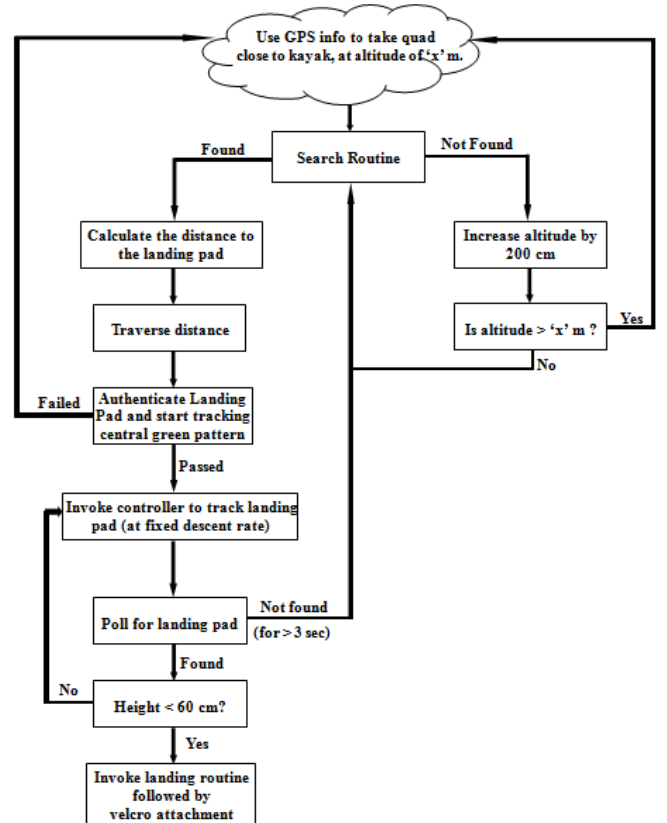 Use GPS info to take quad
close to kayak, at altitude of 'x' m.
Found
Search Routine
Not Found
Calculate the distance to
the landing pad
Increase altitude by
200 cm
Traverse distance
Is altitude > 'x' m ?
Yes
No
Failed
Authenticate Landing
Pad and start tracking
central green pattern
Passed
Invoke controller to track landing
pad (at fixed descent rate)
Poll for landing pad
Not found
(for > 3 sec)
Found
No
Height < 60 cm?
Yes
Invoke landing routine
followed by
velcro attachment